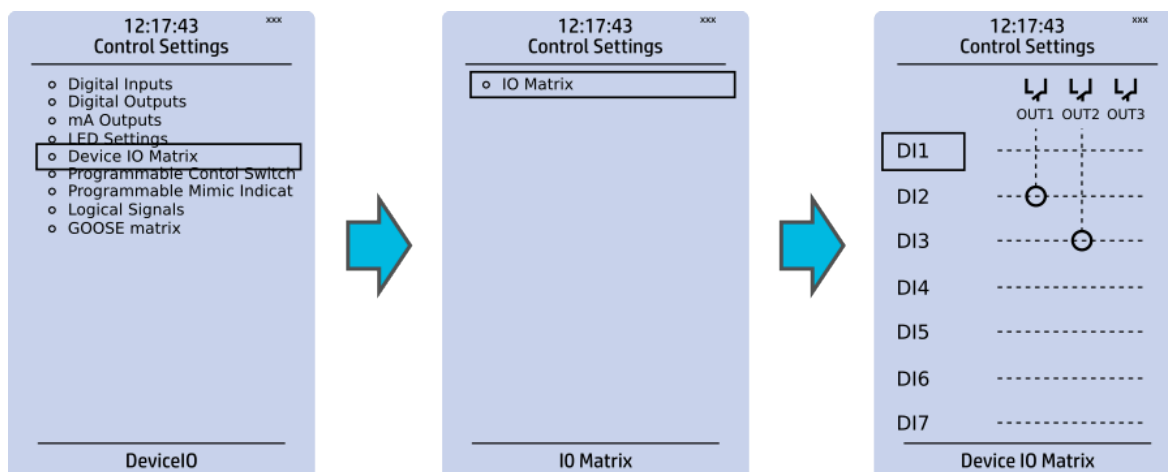 12:17:43 xxx
Control Settings
Digital Inputs
Digital Outputs
mA Outputs
LED Settings
Device IO Matrix
Programmable Contol Switch
Programmable Mimic Indicat
Logical Signals
GOOSE matrix
DeviceIO
12:17:43 xxx
Control Settings
IO Matrix
IO Matrix
12:17:43 xxx
Control Settings
OUT1 OUT2 OUT3
DI1
DI2
DI3
DI4
DI5
DI6
DI7
Device IO Matrix